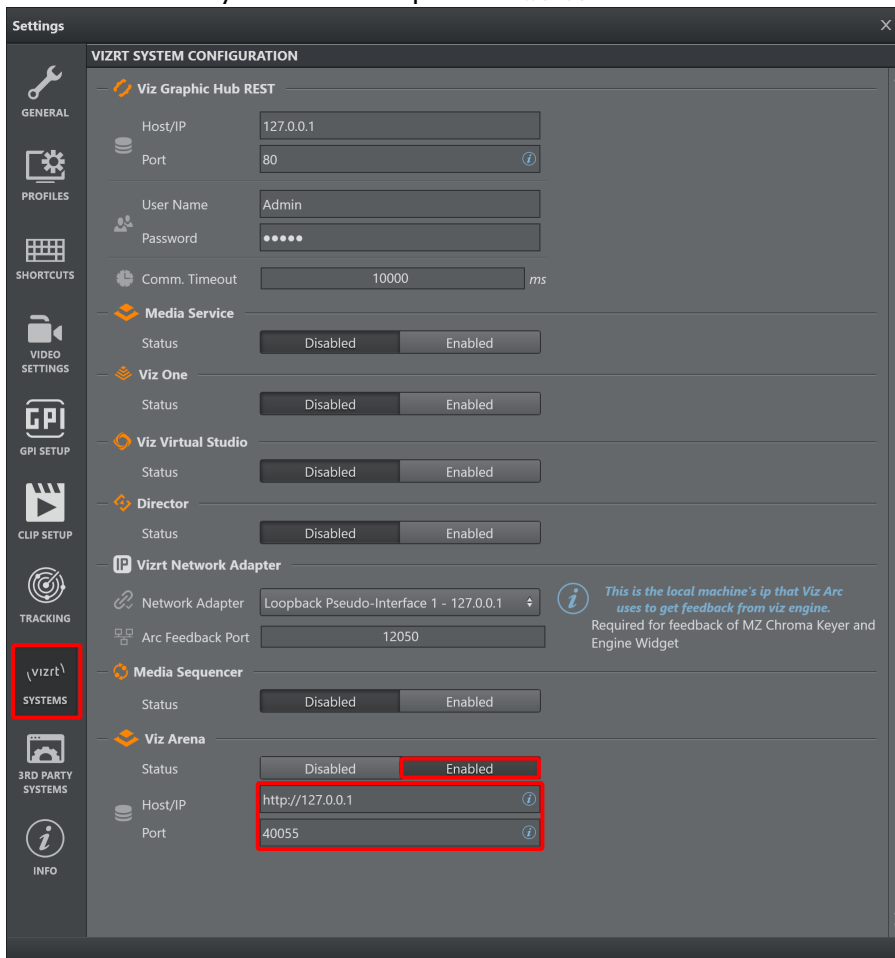 Settings
VIZRT SYSTEM CONFIGURATION
GENERAL
PROFILES
SHORTCUTS
VIDEO
SETTINGS
GPI
GPI SETUP
CLIP SETUP
TRACKING
vizrt
SYSTEMS
3RD PARTY
SYSTEMS
INFO
Viz Graphic Hub REST
Host/IP 127.0.0.1
Port 80
User Name Admin
Password •••••
Comm. Timeout 10000 ms
Media Service
Status Disabled Enabled
Viz One
Status Disabled Enabled
Viz Virtual Studio
Status Disabled Enabled
Director
Status Disabled Enabled
IP Vizrt Network Adapter
Network Adapter Loopback Pseudo-Interface 1 - 127.0.0.1
Arc Feedback Port 12050
This is the local machine's ip that Viz Arc
uses to get feedback from viz engine.
Required for feedback of MZ Chroma Keyer and
Engine Widget
Media Sequencer
Status Disabled Enabled
Viz Arena
Status Disabled Enabled
Host/IP http://127.0.0.1
Port 40055